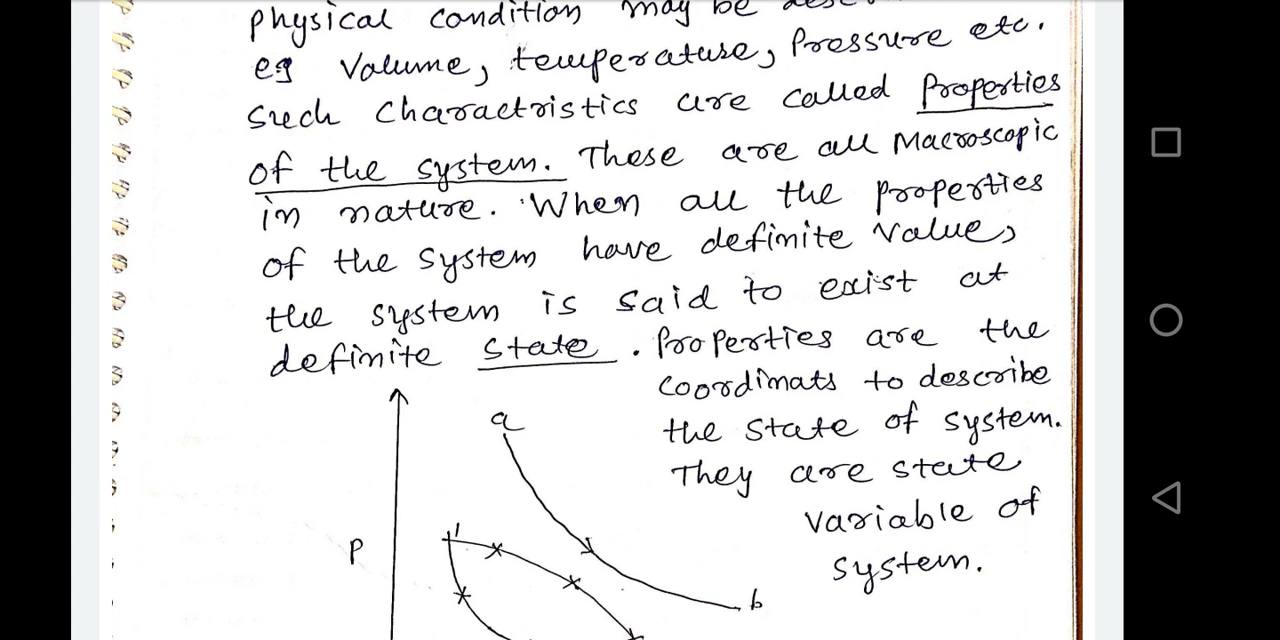 physical condition may be
eg Volume, temperature, Pressure etc.
Such Charactristics are called Properties
of the system. These are all Macroscopic
in nature. When all the properties
of the system have definite value,
the system is said to exist at
definite state. Properties are the
coordinats to describe
the state of system.
They are state
variable of
system.
a
1
P
b